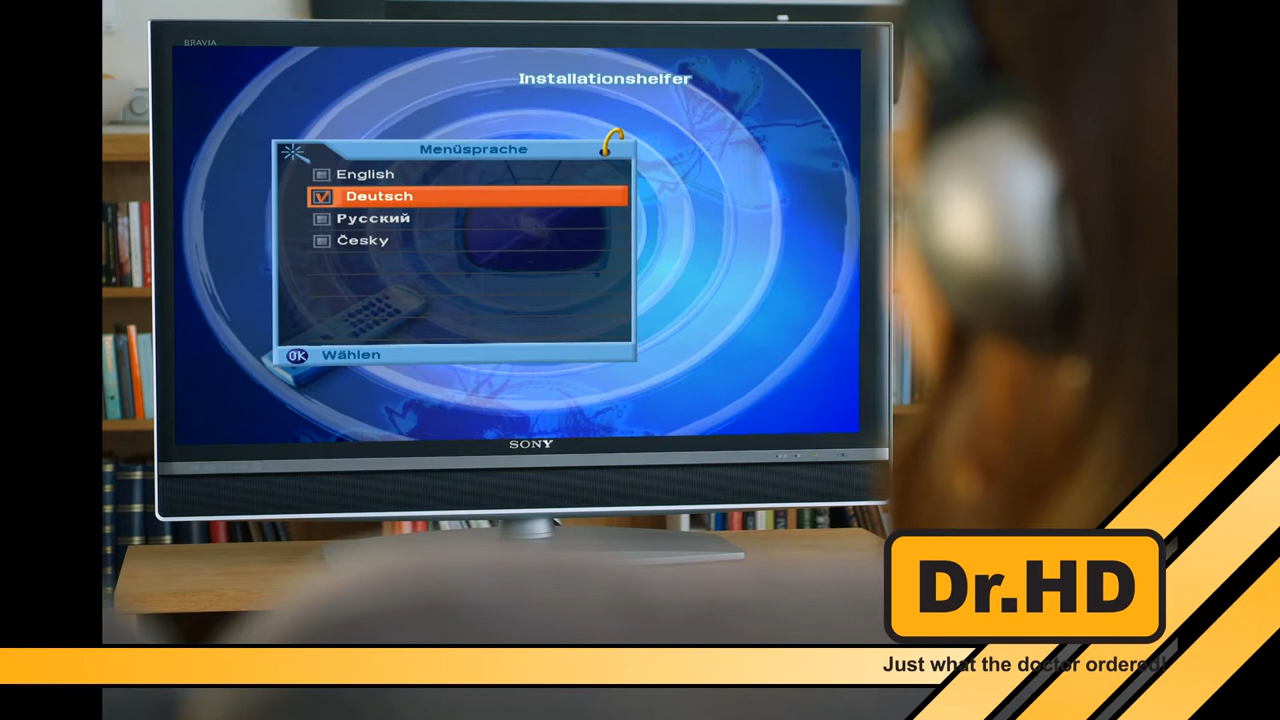 BRAVIA
Installationshelfer
Menüsprache
English
Deutsch
Русский
Česky
OK Wählen
SONY
Dr.HD
Just what the doctor ordered!